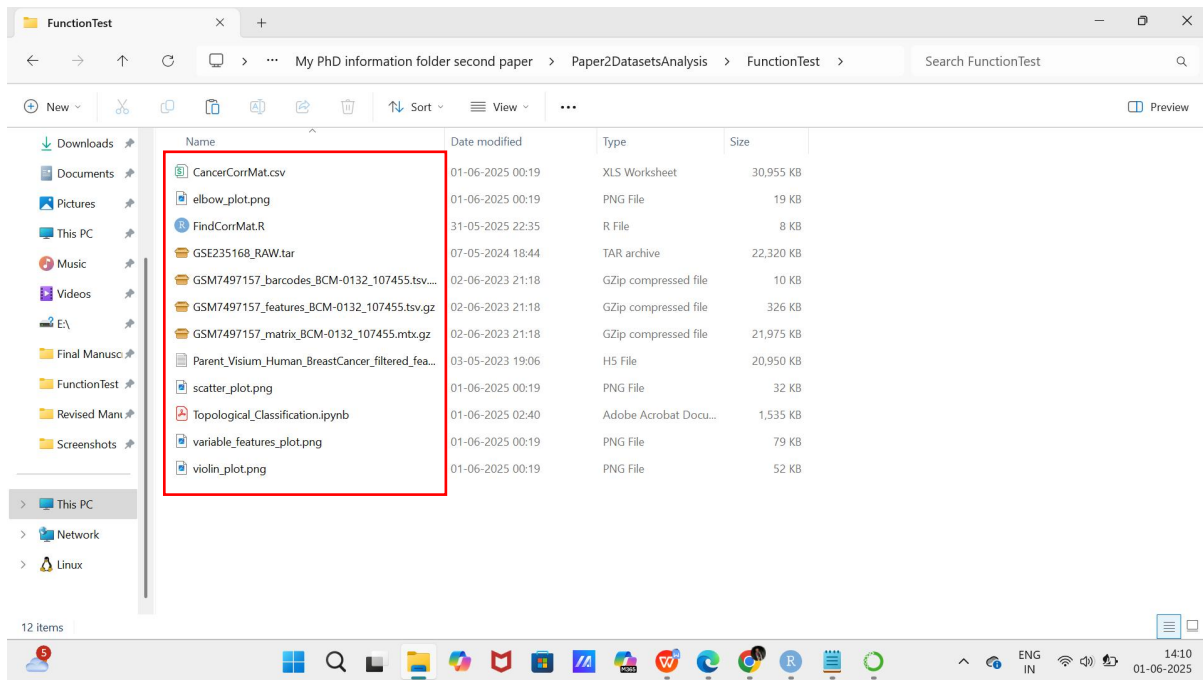 FunctionTest
My PhD information folder second paper > Paper2DatasetsAnalysis > FunctionTest > Search FunctionTest
New Sort View ... Preview
Name Date modified Type Size
Downloads
Documents
Pictures
This PC
Music
Videos
E:\
Final Manusc
FunctionTest
Revised Manu
Screenshots
This PC
Network
Linux
CancerCorrMat.csv 01-06-2025 00:19 XLS Worksheet 30,955 KB
elbow_plot.png 01-06-2025 00:19 PNG File 19 KB
FindCorrMat.R 31-05-2025 22:35 R File 8 KB
GSE235168_RAW.tar 07-05-2024 18:44 TAR archive 22,320 KB
GSM7497157_barcodes_BCM-0132_107455.tsv.... 02-06-2023 21:18 GZip compressed file 10 KB
GSM7497157_features_BCM-0132_107455.tsv.gz 02-06-2023 21:18 GZip compressed file 326 KB
GSM7497157_matrix_BCM-0132_107455.mtx.gz 02-06-2023 21:18 GZip compressed file 21,975 KB
Parent_Visium_Human_BreastCancer_filtered_fea... 03-05-2023 19:06 H5 File 20,950 KB
scatter_plot.png 01-06-2025 00:19 PNG File 32 KB
Topological_Classification.ipynb 01-06-2025 02:40 Adobe Acrobat Docu... 1,535 KB
variable_features_plot.png 01-06-2025 00:19 PNG File 79 KB
violin_plot.png 01-06-2025 00:19 PNG File 52 KB
12 items
5
M365
R
ENG
IN
14:10
01-06-2025